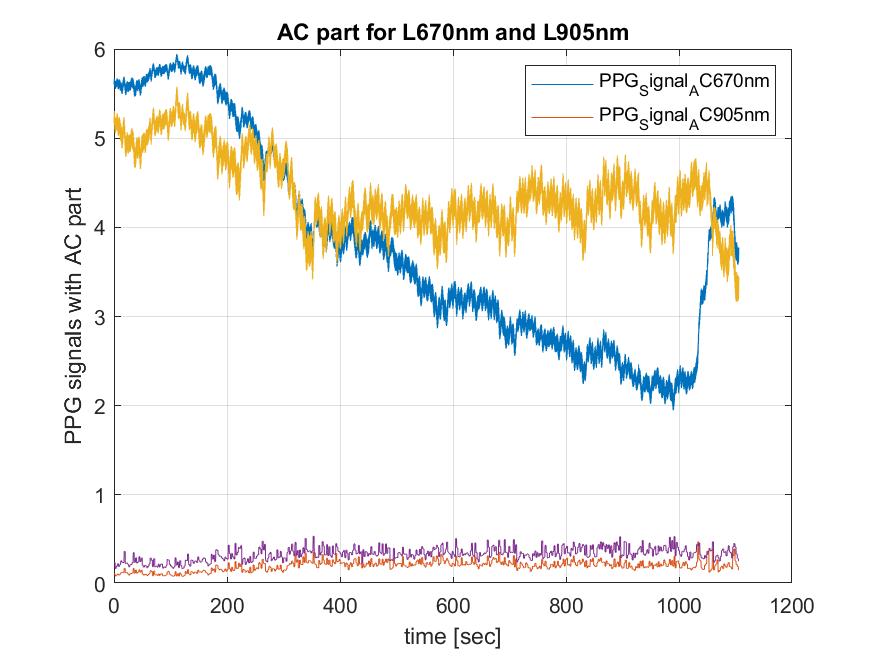 AC part for L670nm and L905nm
PPG_Signal_AC670nm
PPG_Signal_AC905nm
6
5
4
3
2
1
0
PPG signals with AC part
0 200 400 600 800 1000 1200
time [sec]